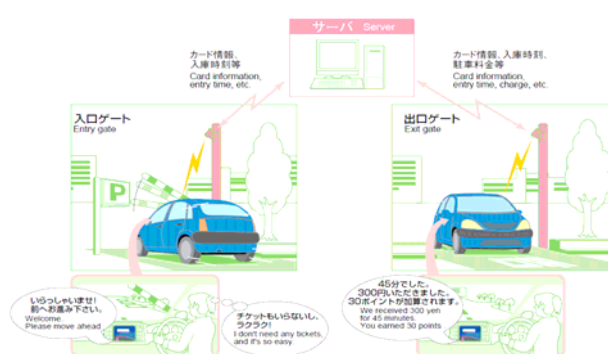 サーバ Server
カード情報、
入庫時刻等
Card information,
entry time, etc.
カード情報、入庫時刻、
駐車料金等
Card information,
entry time, charge, etc.
入口ゲート
Entry gate
P
出口ゲート
Exit gate
いらっしゃいませ!
前へお進み下さい。
Welcome.
Please move ahead.
チケットもいらないし、
ラクラク!
I don't need any tickets,
and it's so easy.
45分でした。
300円いただきました。
30ポイントが加算されます。
We received 300 yen
for 45 minutes.
You earned 30 points